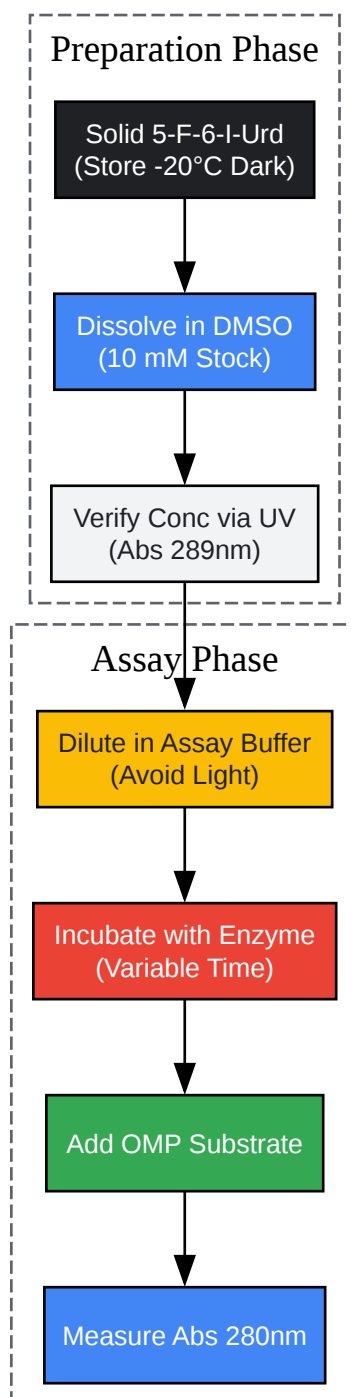 Preparation Phase
Solid 5-F-6-I-Urd
(Store -20°C Dark)
Dissolve in DMSO
(10 mM Stock)
Verify Conc via UV
(Abs 289nm)
Assay Phase
Dilute in Assay Buffer
(Avoid Light)
Incubate with Enzyme
(Variable Time)
Add OMP Substrate
Measure Abs 280nm